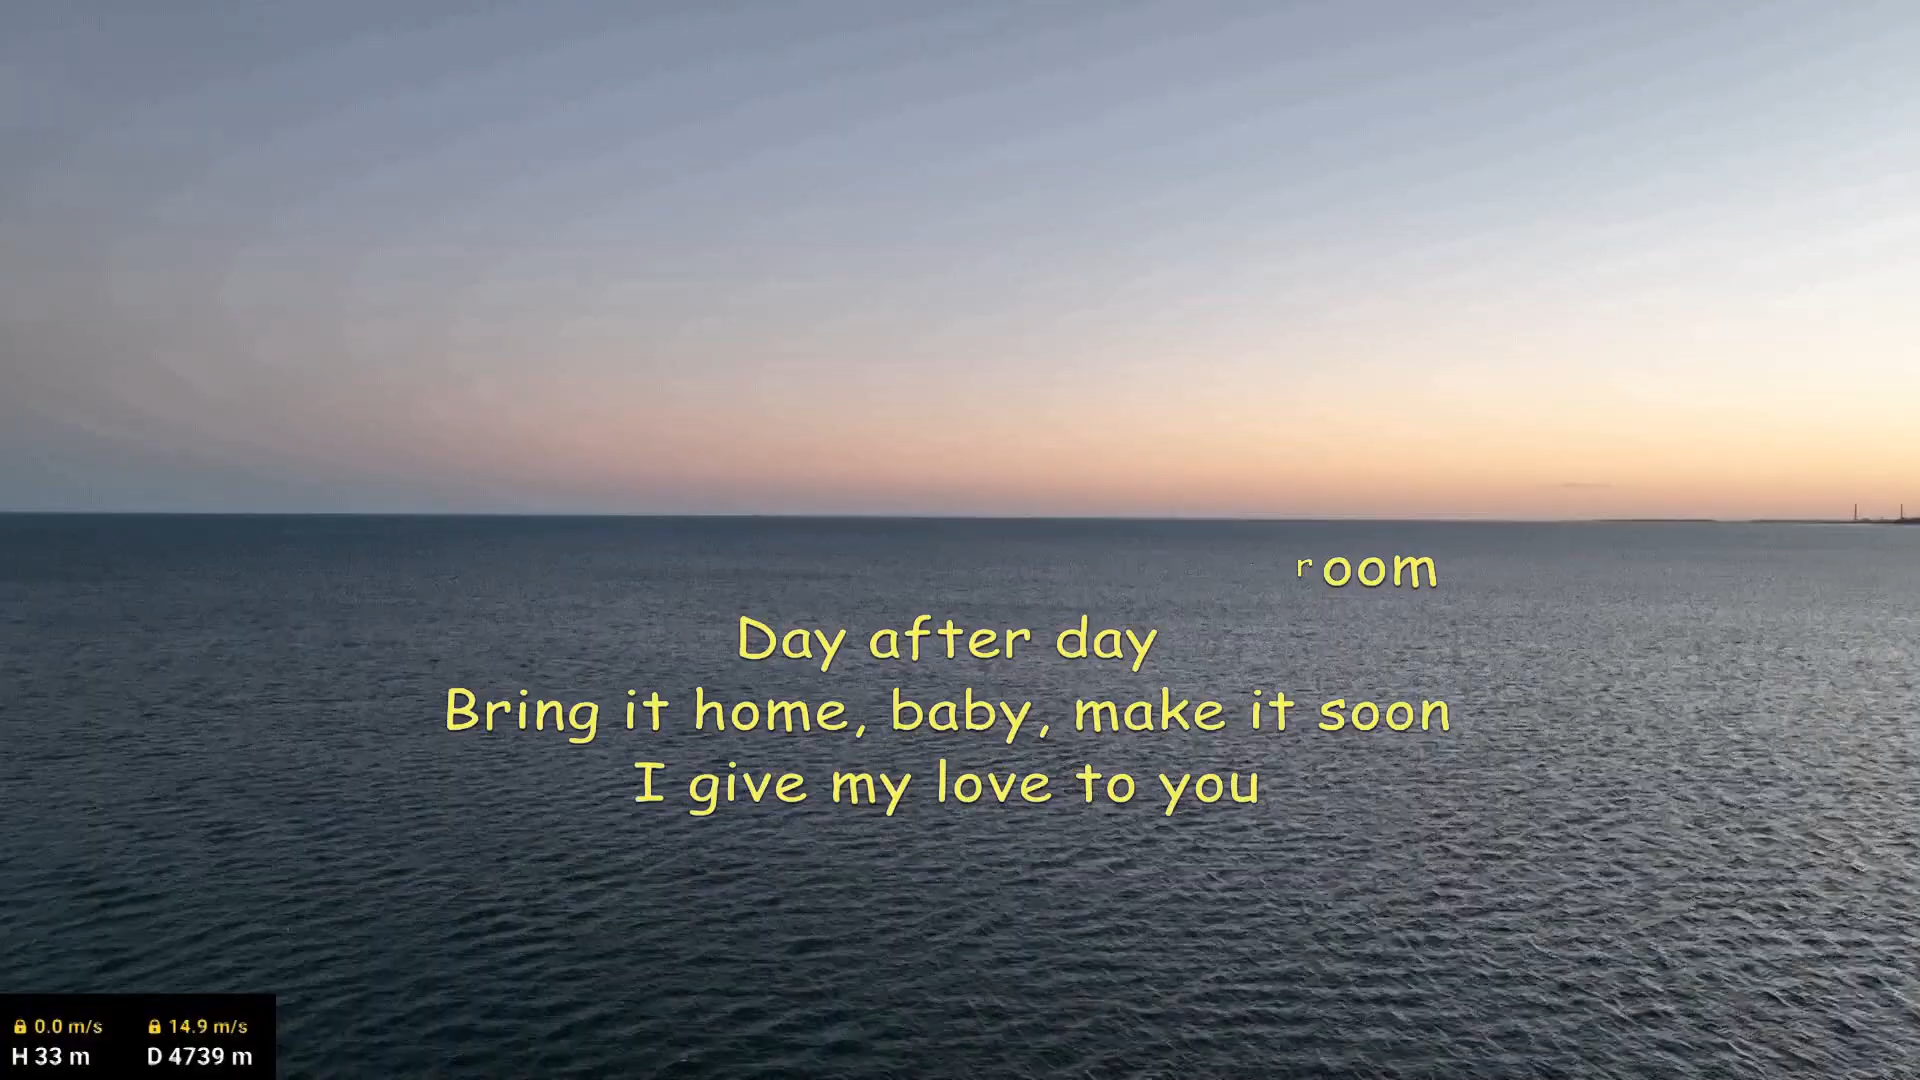 room
Day after day
Bring it home, baby, make it soon
I give my love to you
0.0 m/s 14.9 m/s
H 33 m D 4739 m